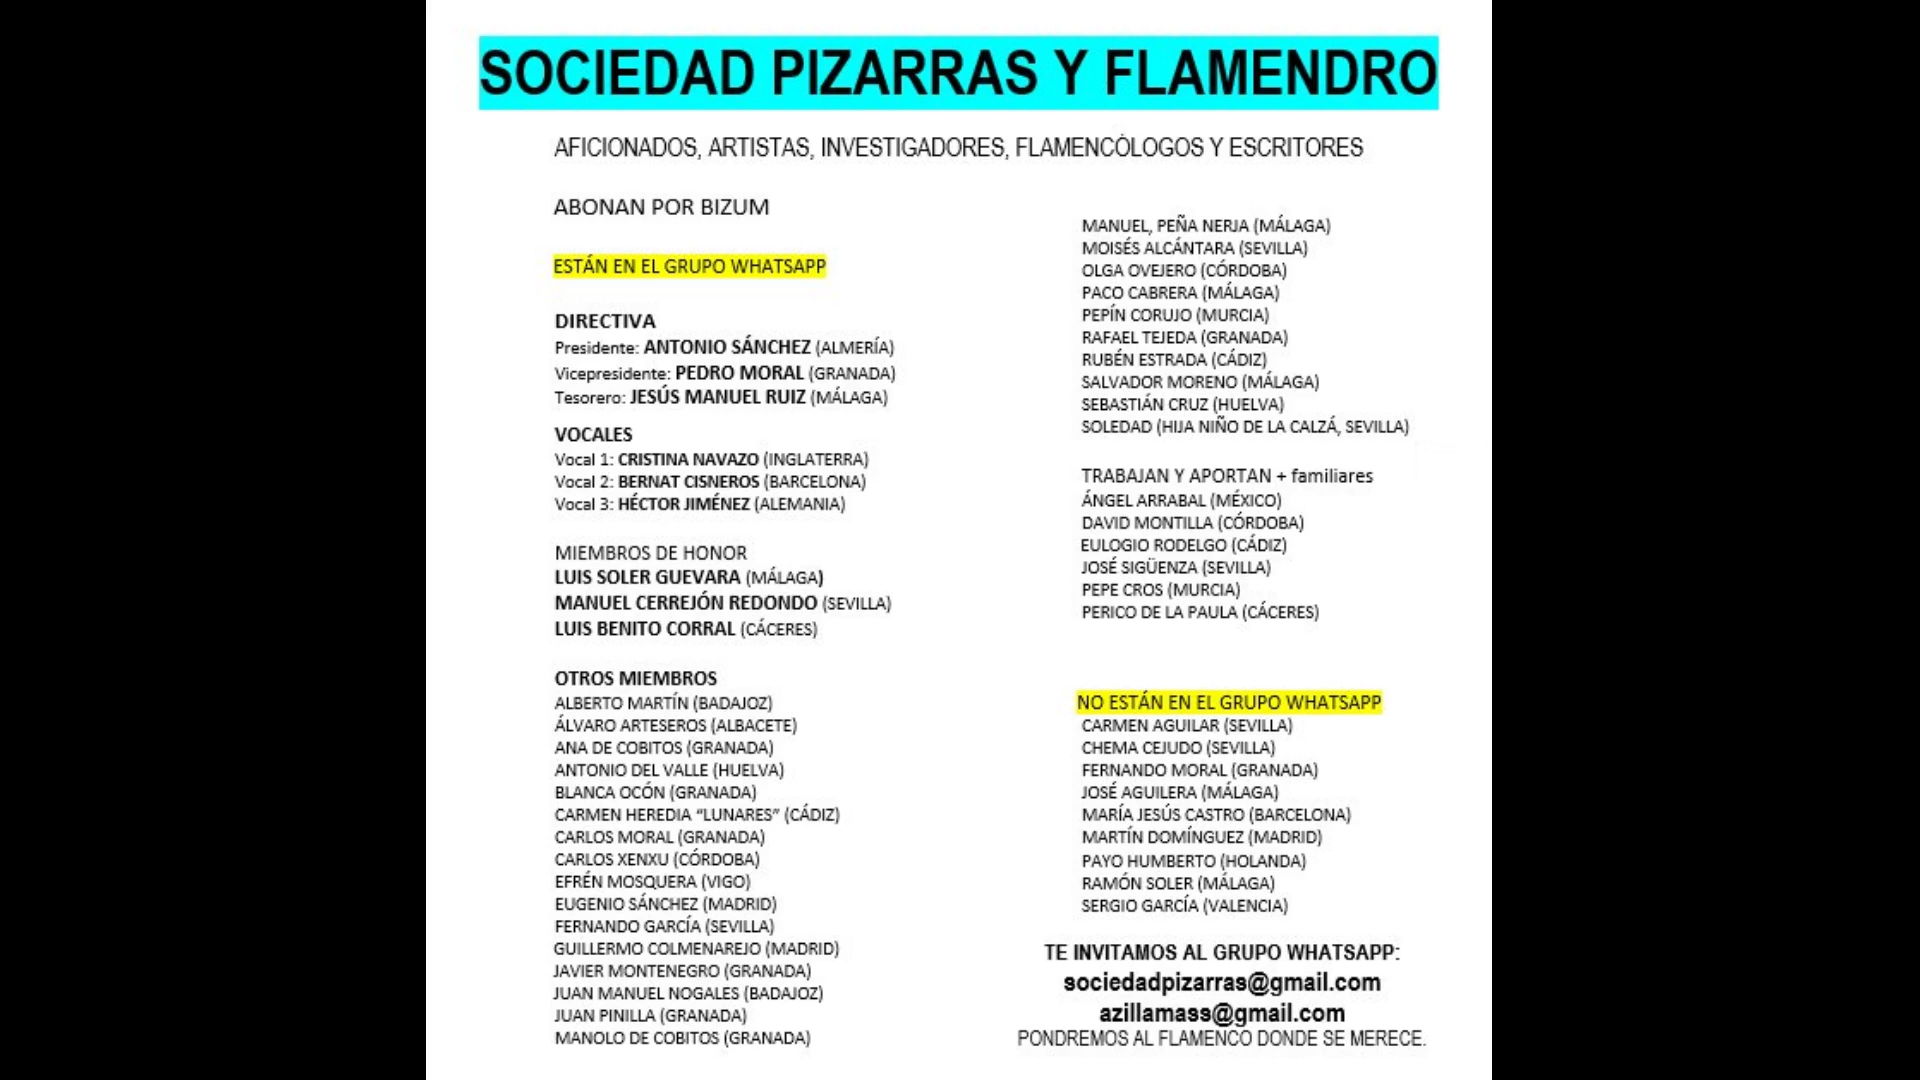 SOCIEDAD PIZARRAS Y FLAMENDRO
AFICIONADOS, ARTISTAS, INVESTIGADORES, FLAMENCÓLOGOS Y ESCRITORES
ABONAN POR BIZUM
ESTÁN EN EL GRUPO WHATSAPP
DIRECTIVA
Presidente: ANTONIO SÁNCHEZ (ALMERÍA)
Vicepresidente: PEDRO MORAL (GRANADA)
Tesorero: JESÚS MANUEL RUIZ (MÁLAGA)
VOCALES
Vocal 1: CRISTINA NAVAZO (INGLATERRA)
Vocal 2: BERNAT CISNEROS (BARCELONA)
Vocal 3: HÉCTOR JIMÉNEZ (ALEMANIA)
MIEMBROS DE HONOR
LUIS SOLER GUEVARA (MÁLAGA)
MANUEL CERREJÓN REDONDO (SEVILLA)
LUIS BENITO CORRAL (CÁCERES)
OTROS MIEMBROS
ALBERTO MARTÍN (BADAJOZ)
ÁLVARO ARTESEROS (ALBACETE)
ANA DE COBITOS (GRANADA)
ANTONIO DEL VALLE (HUELVA)
BLANCA OCÓN (GRANADA)
CARMEN HEREDIA “LUNARES” (CÁDIZ)
CARLOS MORAL (GRANADA)
CARLOS XENXU (CÓRDOBA)
EFRÉN MOSQUERA (VIGO)
EUGENIO SÁNCHEZ (MADRID)
FERNANDO GARCÍA (SEVILLA)
GUILLERMO COLMENAREJO (MADRID)
JAVIER MONTENEGRO (GRANADA)
JUAN MANUEL NOGALES (BADAJOZ)
JUAN PINILLA (GRANADA)
MANOLO DE COBITOS (GRANADA)
MANUEL, PEÑA NERJA (MÁLAGA)
MOISÉS ALCÁNTARA (SEVILLA)
OLGA OVEJERO (CÓRDOBA)
PACO CABRERA (MÁLAGA)
PEPÍN CORUJO (MURCIA)
RAFAEL TEJEDA (GRANADA)
RUBÉN ESTRADA (CÁDIZ)
SALVADOR MORENO (MÁLAGA)
SEBASTIÁN CRUZ (HUELVA)
SOLEDAD (HIJA NIÑO DE LA CALZÁ, SEVILLA)
TRABAJAN Y APORTAN + familiares
ÁNGEL ARRABAL (MÉXICO)
DAVID MONTILLA (CÓRDOBA)
EULOGIO RODELGO (CÁDIZ)
JOSÉ SIGÜENZA (SEVILLA)
PEPE CROS (MURCIA)
PERICO DE LA PAULA (CÁCERES)
NO ESTÁN EN EL GRUPO WHATSAPP
CARMEN AGUILAR (SEVILLA)
CHEMA CEJUDO (SEVILLA)
FERNANDO MORAL (GRANADA)
JOSÉ AGUILERA (MÁLAGA)
MARÍA JESÚS CASTRO (BARCELONA)
MARTÍN DOMÍNGUEZ (MADRID)
PAYO HUMBERTO (HOLANDA)
RAMÓN SOLER (MÁLAGA)
SERGIO GARCÍA (VALENCIA)
TE INVITAMOS AL GRUPO WHATSAPP:
sociedadpizarras@gmail.com
azillamass@gmail.com
PONDREMOS AL FLAMENCO DONDE SE MERECE.